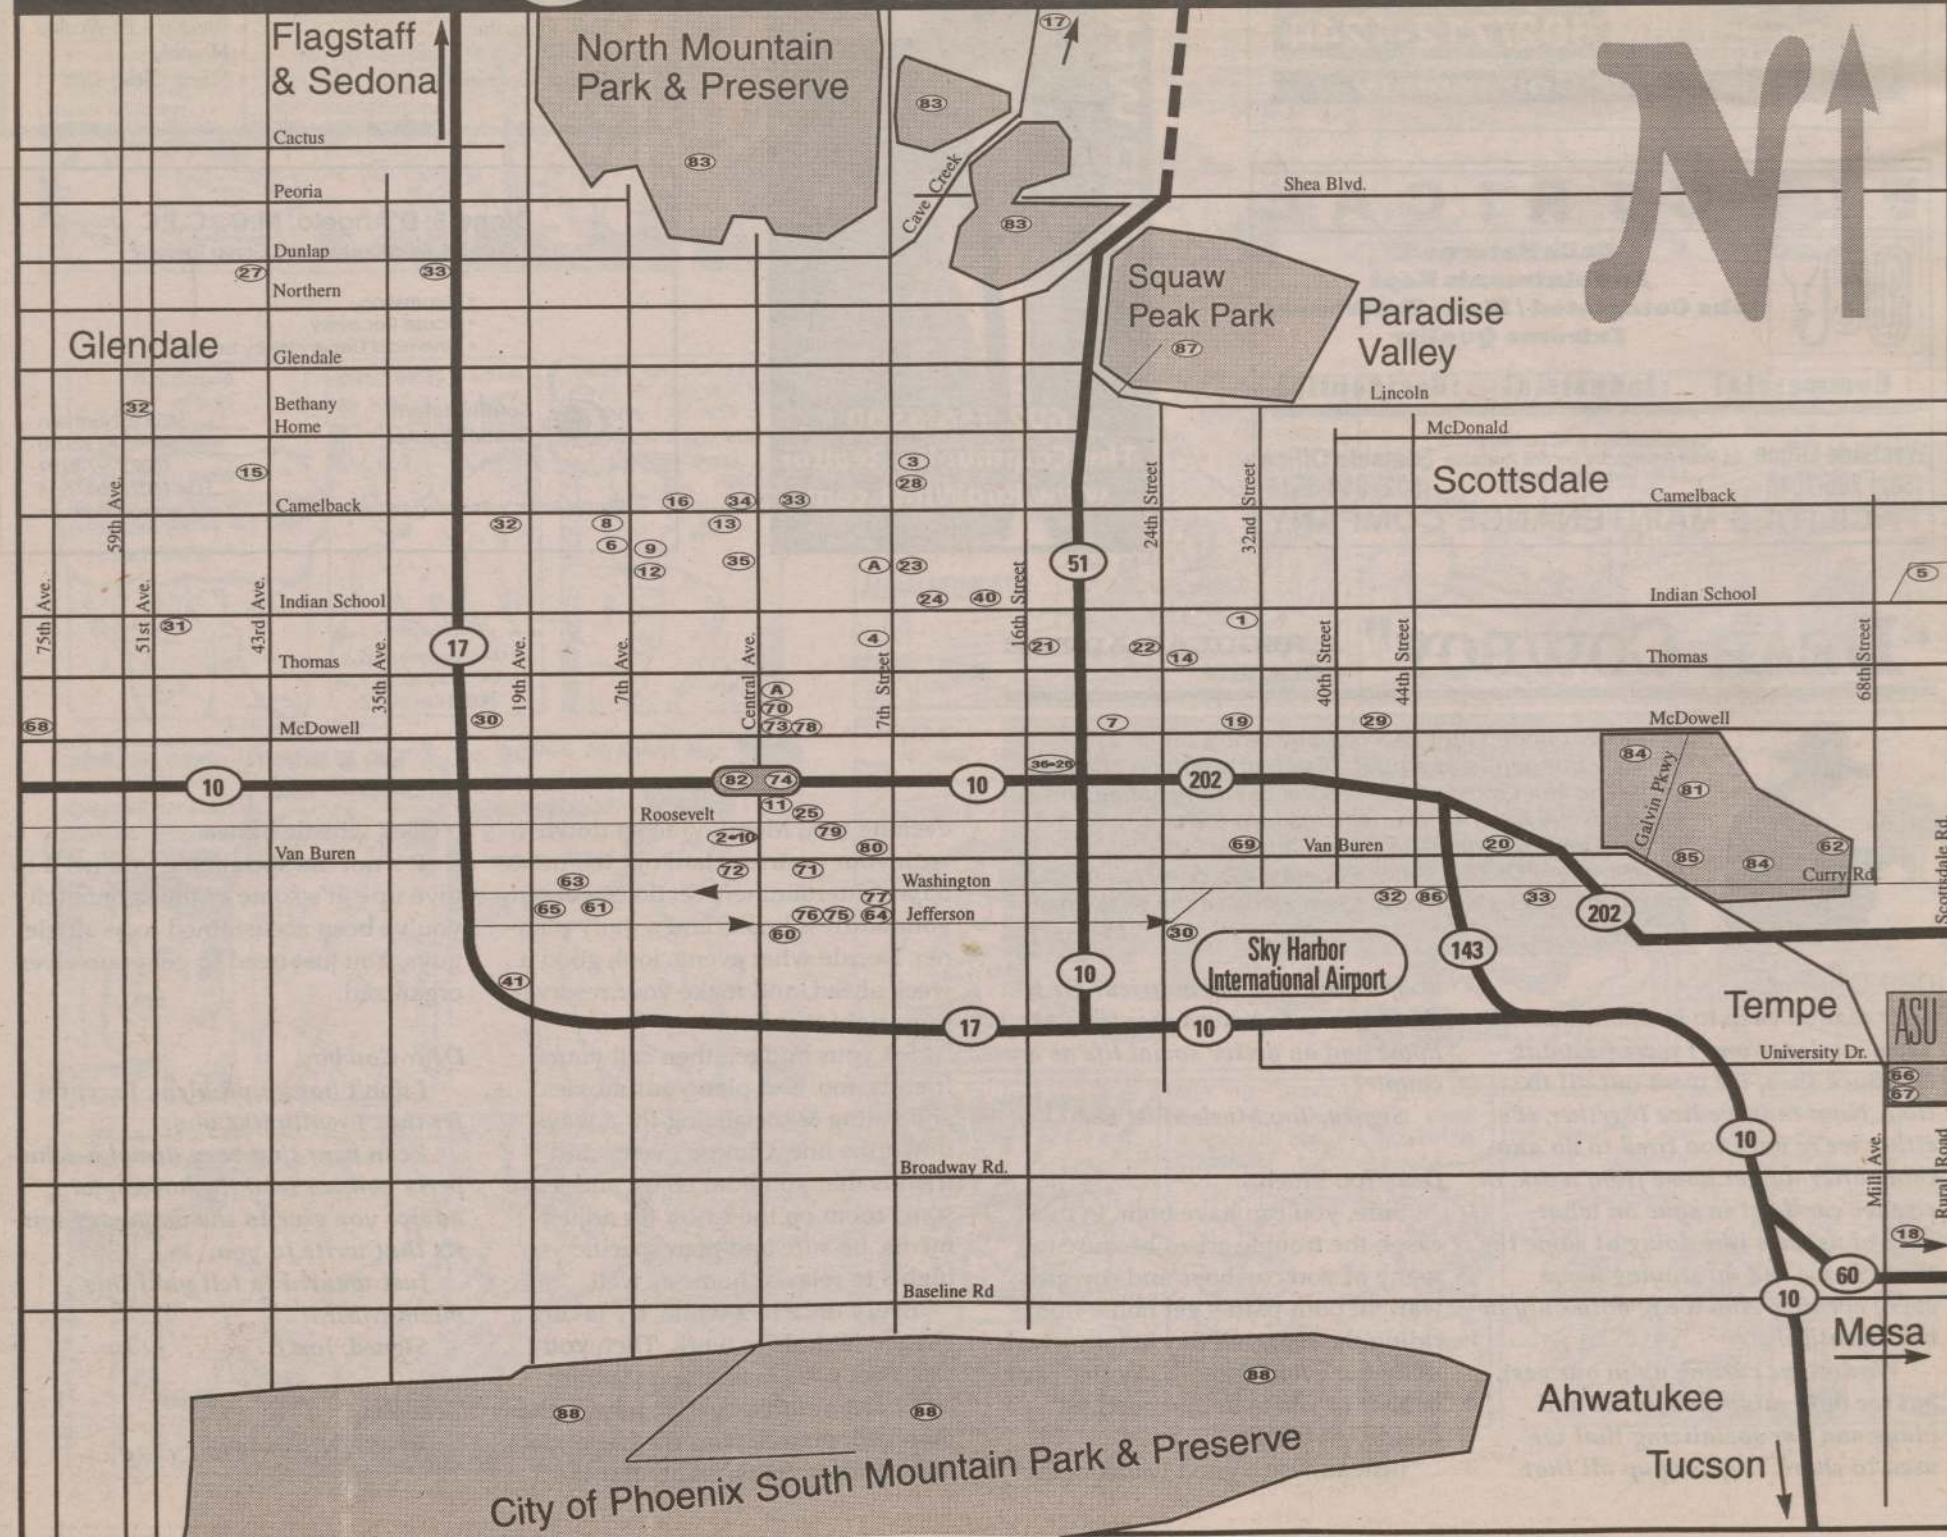 Flagstaff
& Sedona
North Mountain
Park & Preserve
17
83
83
83
N
Cactus
Peoria
Cave Creek
Shea Blvd.
Dunlap
27
33
Northern
Squaw
Peak Park
87
Paradise
Valley
Glendale
Glendale
Lincoln
32
Bethany
Home
McDonald
15
3
28
Scottsdale
59th Ave.
Camelback
16
34
33
24th Street
32nd Street
Camelback
32
8
13
6
9
12
35
A
23
51
5
75th Ave.
51st Ave.
43rd Ave.
Indian School
24
40
16th Street
Indian School
31
35th Ave.
17
19th Ave.
7th Ave.
Central Ave.
4
7th Street
21
22
14
1
40th Street
44th Street
68th Street
Thomas
Thomas
A
70
68
30
73
78
7
19
29
McDowell
McDowell
10
82
74
10
36-26
202
84
Galvin Pkwy
81
11
25
Roosevelt
2-10
79
80
69
Van Buren
20
62
85
84
Curry Rd.
Scottsdale Rd.
Van Buren
72
71
63
Washington
65
61
77
76
75
64
Jefferson
60
30
32
86
33
202
Sky Harbor
International Airport
143
41
10
17
10
Tempe
ASU
University Dr.
66
67
10
Mill Ave.
Rural Road
Broadway Rd.
18
60
10
Baseline Rd
Mesa
88
88
88
Ahwatukee
City of Phoenix South Mountain Park & Preserve
Tucson